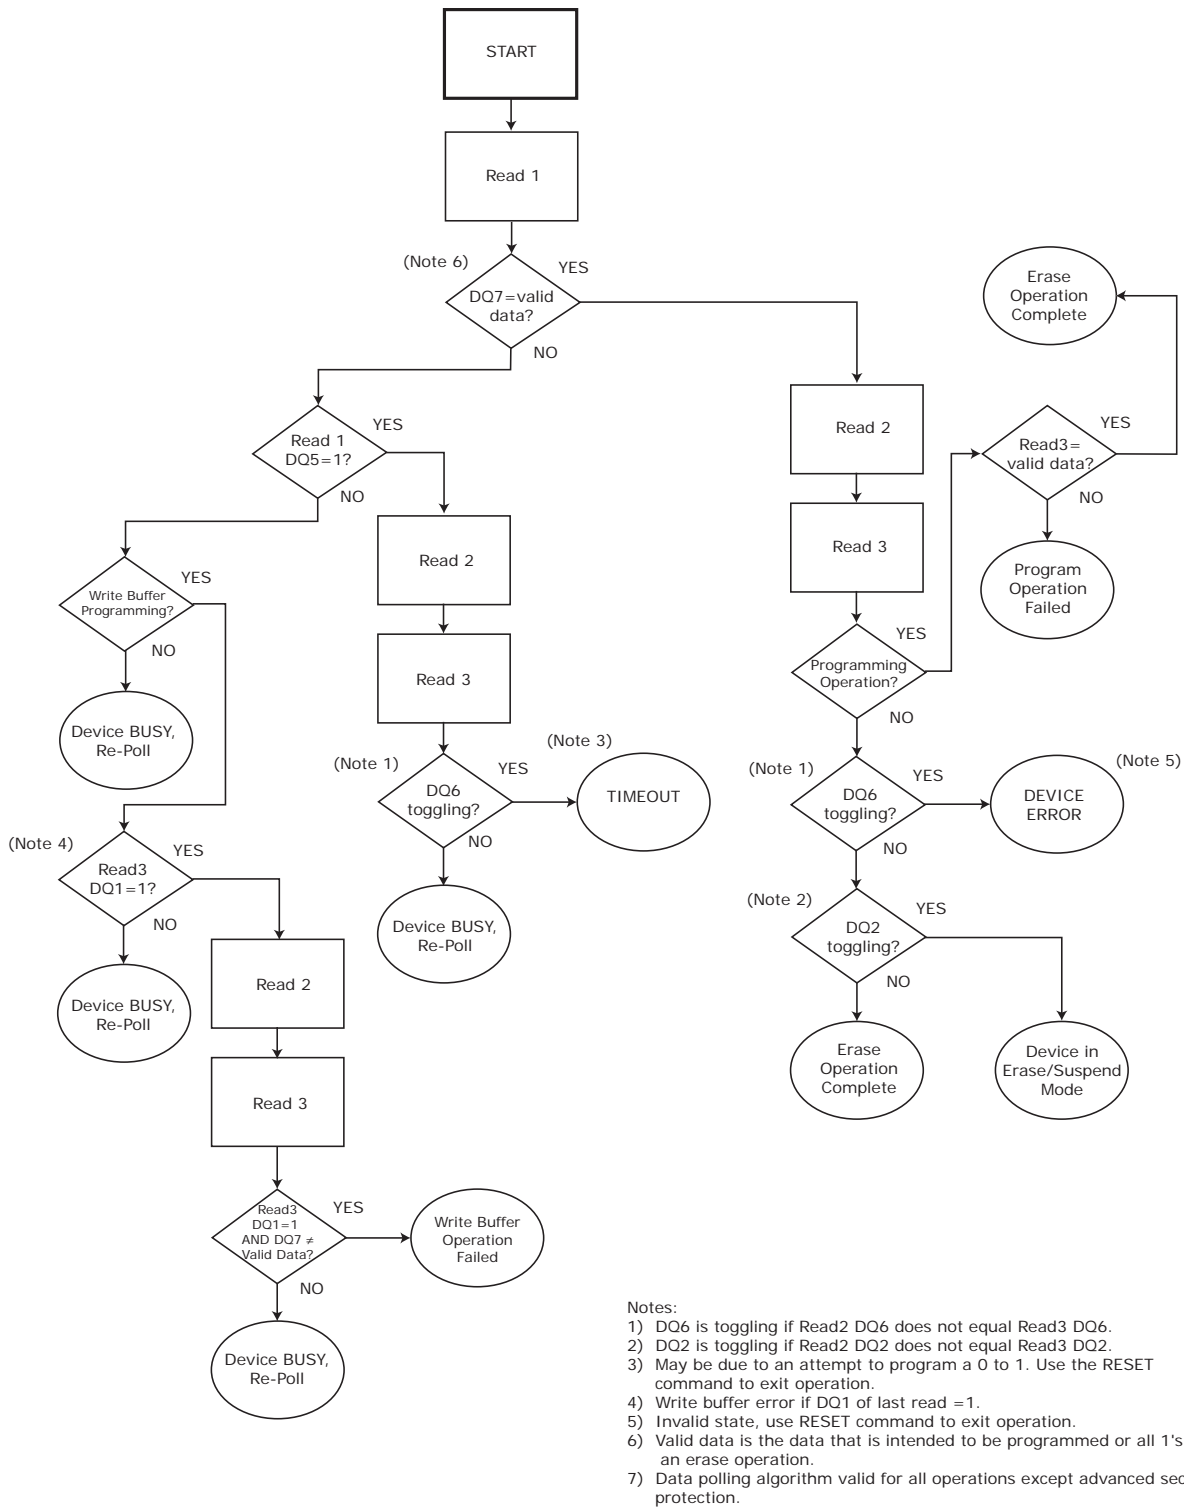 START
Read 1
(Note 6)
YES
DQ7=valid
data?
NO
Erase
Operation
Complete
Read 1
DQ5=1?
YES
NO
Read 2
Read3=
valid data?
YES
NO
Read 2
Read 3
Write Buffer
Programming?
YES
NO
Program
Operation
Failed
Read 3
Programming
Operation?
YES
NO
Device BUSY,
Re-Poll
(Note 1)
DQ6
toggling?
YES
NO
(Note 3)
TIMEOUT
(Note 1)
DQ6
toggling?
YES
NO
DEVICE
ERROR
(Note 5)
(Note 4)
Read3
DQ1=1?
YES
NO
Device BUSY,
Re-Poll
(Note 2)
DQ2
toggling?
YES
NO
Device BUSY,
Re-Poll
Read 2
Erase
Operation
Complete
Device in
Erase/Suspend
Mode
Read 3
Read3
DQ1=1
AND DQ7 ≠
Valid Data?
YES
NO
Write Buffer
Operation
Failed
Device BUSY,
Re-Poll
Notes:
1) DQ6 is toggling if Read2 DQ6 does not equal Read3 DQ6.
2) DQ2 is toggling if Read2 DQ2 does not equal Read3 DQ2.
3) May be due to an attempt to program a 0 to 1. Use the RESET
command to exit operation.
4) Write buffer error if DQ1 of last read =1.
5) Invalid state, use RESET command to exit operation.
6) Valid data is the data that is intended to be programmed or all 1's
an erase operation.
7) Data polling algorithm valid for all operations except advanced
protection.